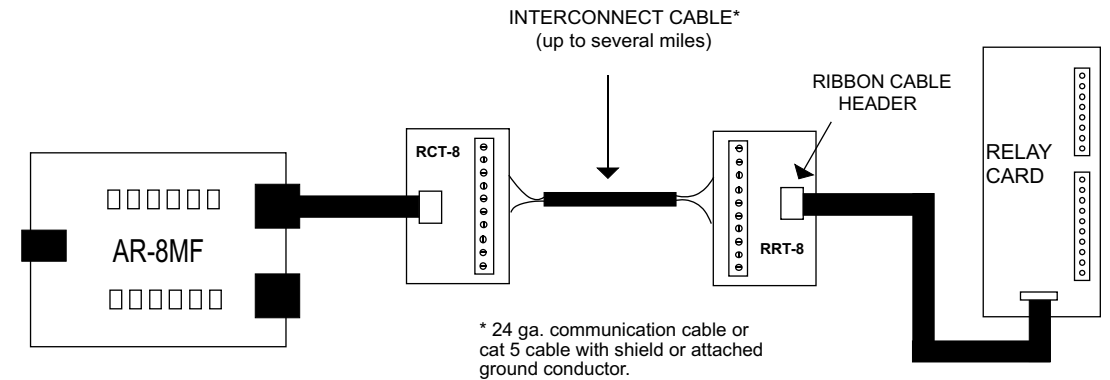 INTERCONNECT CABLE*
(up to several miles)
RIBBON CABLE
HEADER
RCT-8
RELAY
CARD
AR-8MF
RRT-8
* 24 ga. communication cable or
cat 5 cable with shield or attached
ground conductor.